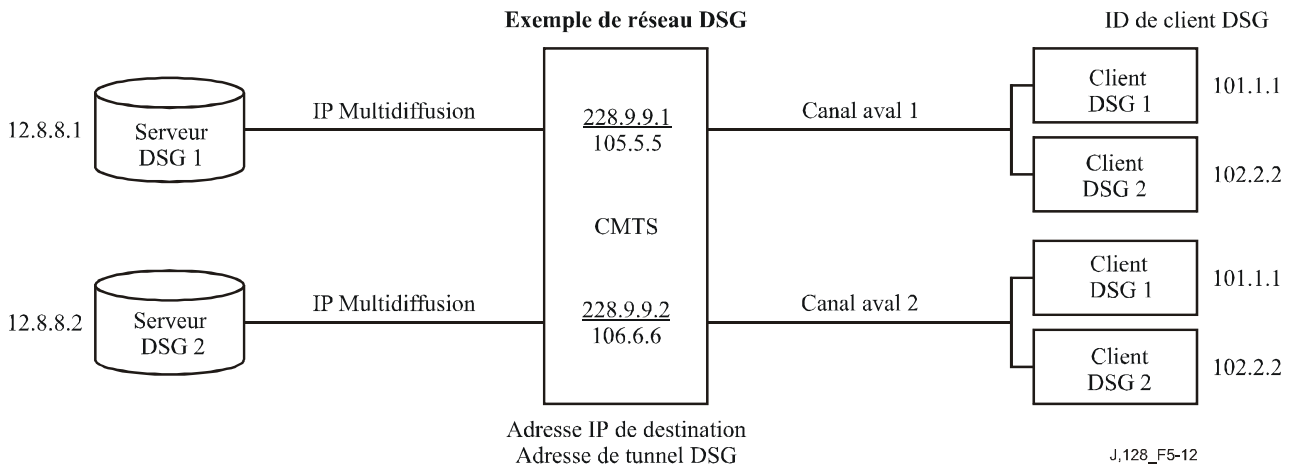 Exemple de réseau DSG
ID de client DSG
12.8.8.1
Serveur
DSG 1
IP Multidiffusion
228.9.9.1
105.5.5
Canal aval 1
Client
DSG 1
101.1.1
Client
DSG 2
102.2.2
CMTS
12.8.8.2
Serveur
DSG 2
IP Multidiffusion
228.9.9.2
106.6.6
Canal aval 2
Client
DSG 1
101.1.1
Client
DSG 2
102.2.2
Adresse IP de destination
Adresse de tunnel DSG
J,128_F5-12